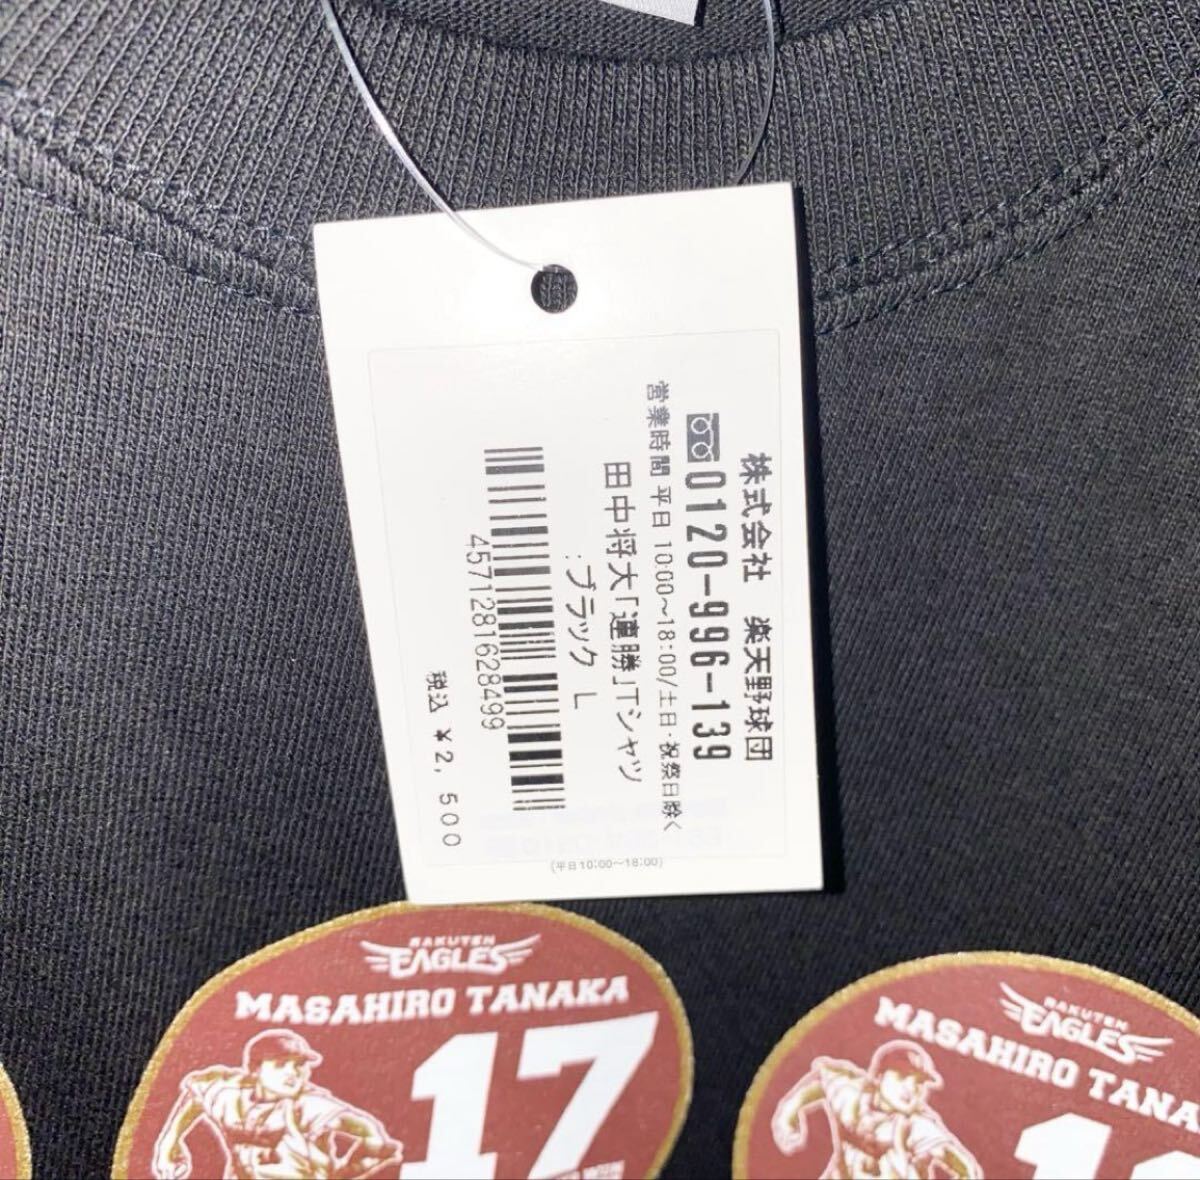 株式会社 楽天野球団
0120-996-139
営業時間 平日 10:00~18:00/土日・祝祭日除く
田中将大「連勝」Tシャツ
: ブラック L
4571281628499
税込 ¥2,500
(平日10:00~18:00)
RAKUTEN
EAGLES
MASAHIRO TANAKA
17
RAKUTEN
EAGLES
MASAHIRO TANA